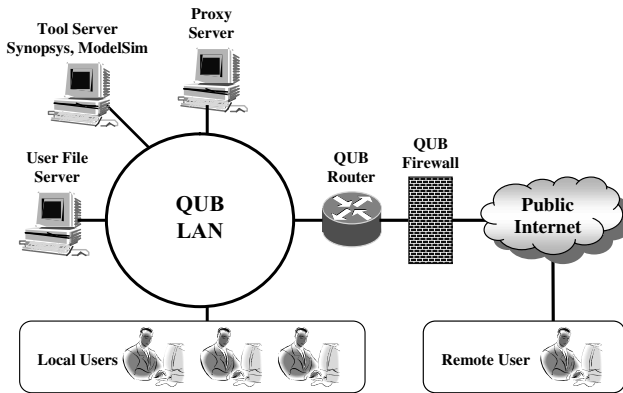 Tool Server
Synopsys, ModelSim
Proxy
Server
User File
Server
QUB
LAN
QUB
Router
QUB
Firewall
Public
Internet
Local Users
Remote User